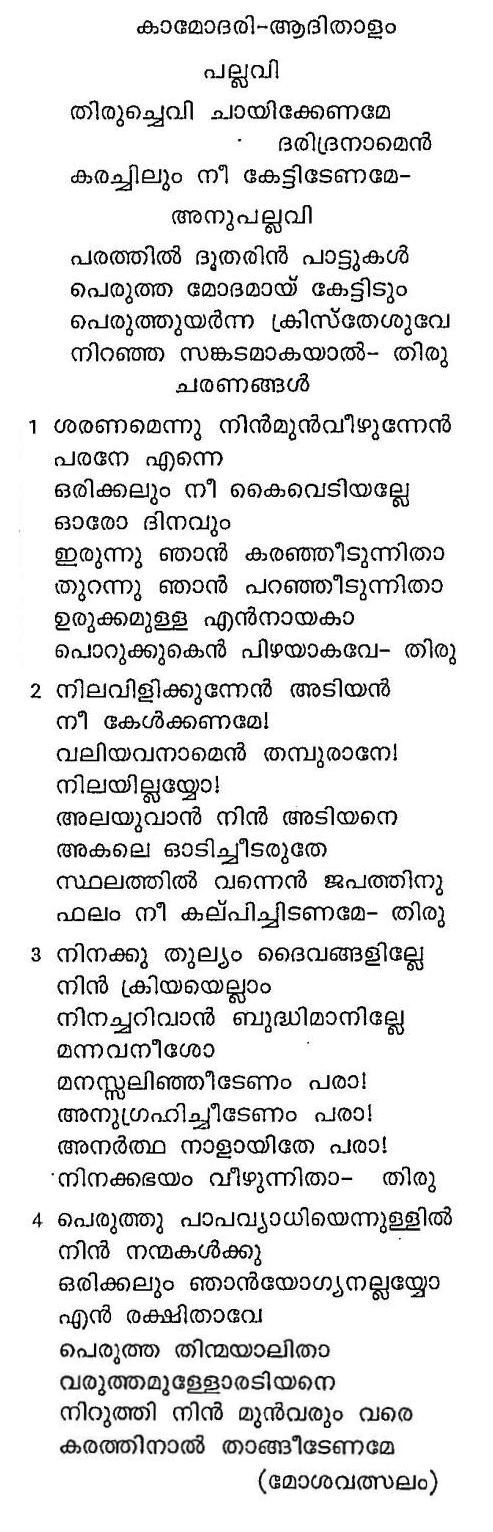 കാമോദരി-ആദിതാളം
പല്ലവി
തിരുച്ചെവി ചായിക്കേണമേ
ദരിദ്രനാമെൻ
കരച്ചിലും നീ കേട്ടിടേണമേ-
അനുപല്ലവി
പരത്തിൽ ദൂതരിൻ പാട്ടുകൾ
പെരുത്ത മോദമായ് കേട്ടിടും
പെരുത്തുയർന്ന ക്രിസ്തേശുവേ
നിറഞ്ഞ സങ്കടമാകയാൽ- തിരു
ചരണങ്ങൾ
1 ശരണമെന്നു നിൻമുൻവീഴുന്നേൻ
പരനേ എന്നെ
ഒരിക്കലും നീ കൈവെടിയല്ലേ
ഓരോ ദിനവും
ഇരുന്നു ഞാൻ കരഞ്ഞീടുന്നിതാ
തുറന്നു ഞാൻ പറഞ്ഞീടുന്നിതാ
ഉരുക്കമുള്ള എൻനായകാ
പൊറുക്കുകെൻ പിഴയാകവേ- തിരു
2 നിലവിളിക്കുന്നേൻ അടിയൻ
നീ കേൾക്കണമേ!
വലിയവനാമെൻ തമ്പുരാനേ!
നിലയില്ലയ്യോ!
അലയുവാൻ നിൻ അടിയനെ
അകലെ ഓടിച്ചീടരുതേ
സ്ഥലത്തിൽ വന്നെൻ ജപത്തിനു
ഫലം നീ കല്പിച്ചിടണമേ- തിരു
3 നിനക്കു തുല്യം ദൈവങ്ങളില്ലേ
നിൻ ക്രിയയെല്ലാം
നിനച്ചറിവാൻ ബുദ്ധിമാനില്ലേ
മന്നവനീശോ
മനസ്സലിഞ്ഞീടേണം പരാ!
അനുഗ്രഹിച്ചീടേണം പരാ!
അനർത്ഥ നാളായിതേ പരാ!
നിനക്കഭയം വീഴുന്നിതാ- തിരു
4 പെരുത്തു പാപവ്യാധിയെന്നുള്ളിൽ
നിൻ നന്മകൾക്കു
ഒരിക്കലും ഞാൻയോഗ്യനല്ലയ്യോ
എൻ രക്ഷിതാവേ
പെരുത്ത തിന്മയാലിതാ
വരുത്തമുള്ളോരടിയനെ
നിറുത്തി നിൻ മുൻവരും വരെ
കരത്തിനാൽ താങ്ങീടേണമേ
(മോശവത്സലം)